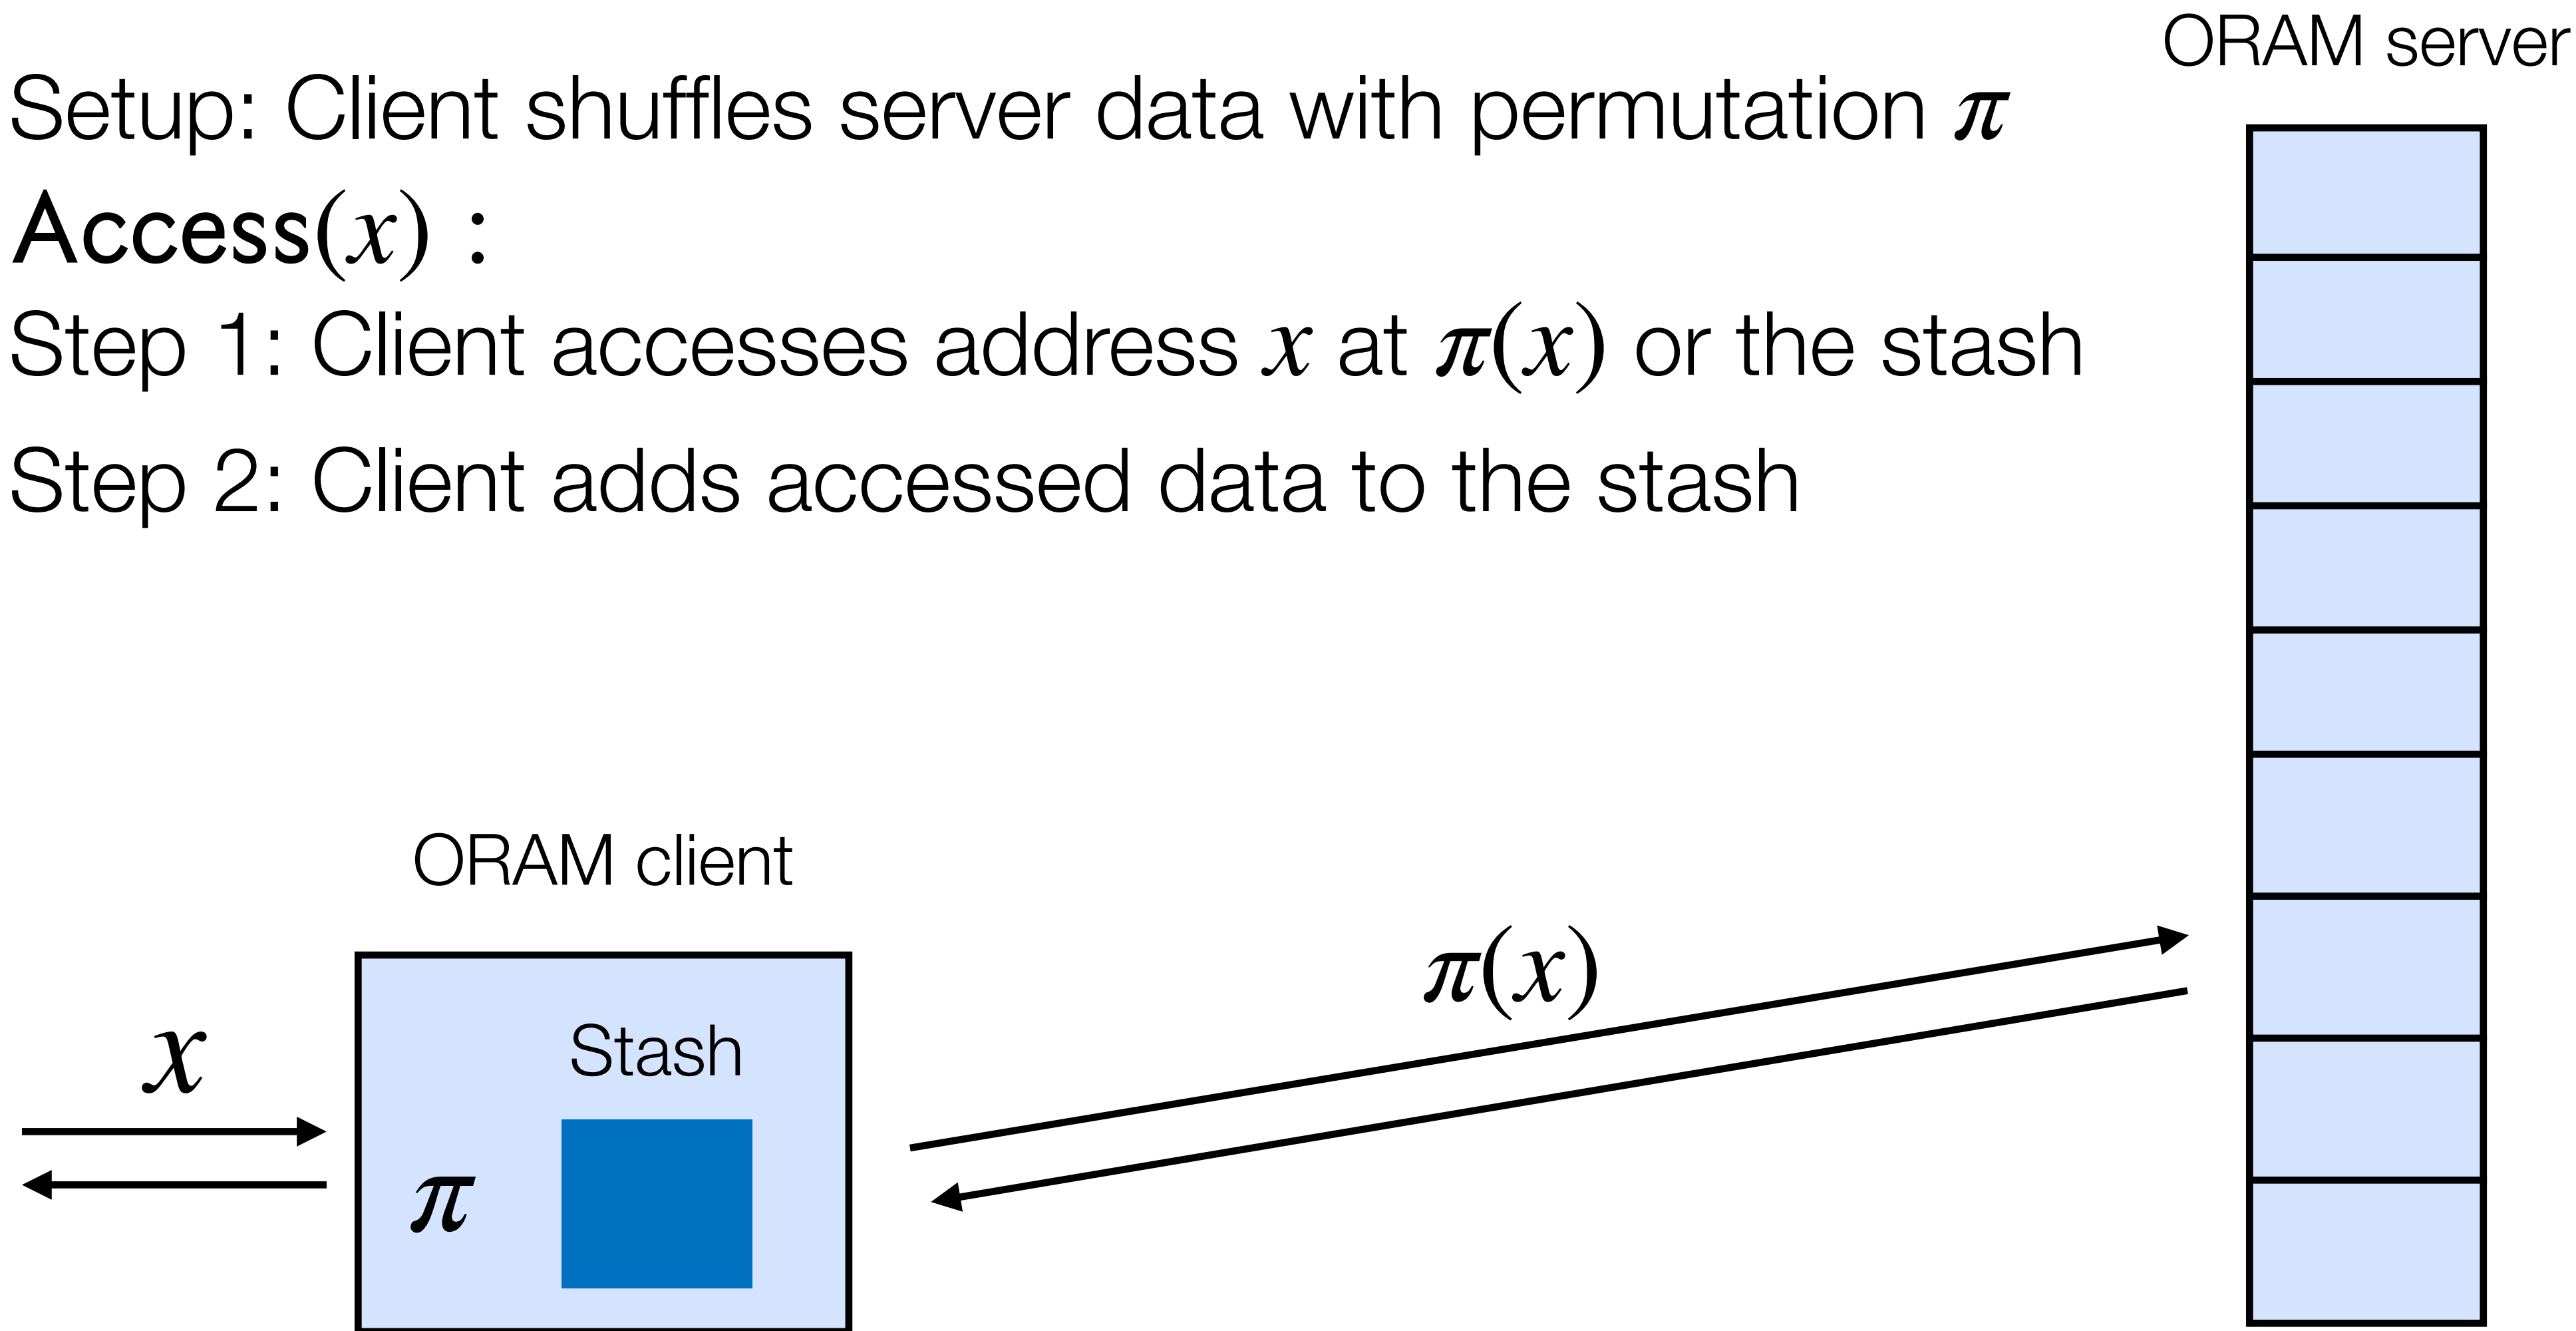 ORAM server
Setup: Client shuffles server data with permutation π
Access(x) :
Step 1: Client accesses address x at π(x) or the stash
Step 2: Client adds accessed data to the stash
ORAM client
π(x)
x
Stash
π